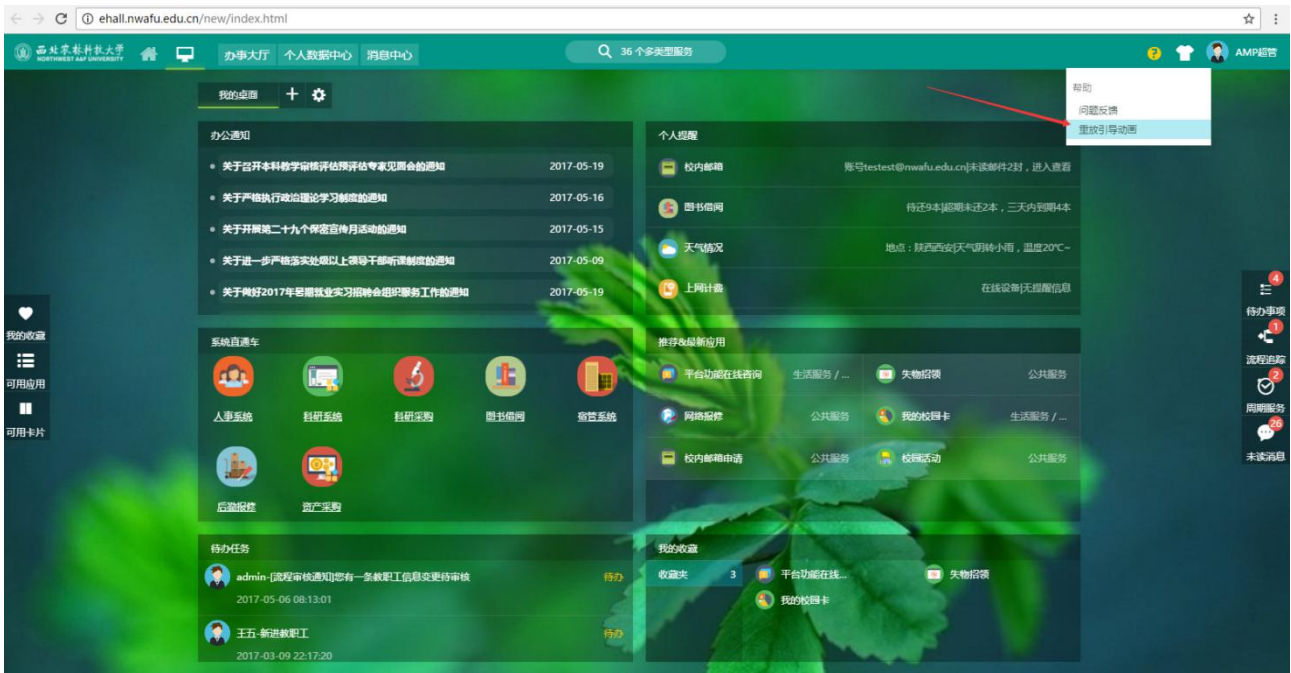 ehall.nwafu.edu.cn/new/index.html
西北农林科技大学
NORTHWEST A&F UNIVERSITY
办事大厅 个人数据中心 消息中心
36 个多类型服务
? AMP超管
帮助
问题反馈
重放引导动画
我的桌面
办公通知
关于召开本科教学审核评估预评估专家见面会的通知 2017-05-19
关于严格执行政治理论学习制度的通知 2017-05-16
关于开展第二十九个保密宣传月活动的通知 2017-05-15
关于进一步严格落实处级以上领导干部听课制度的通知 2017-05-09
关于做好2017年暑期就业实习招聘会组织服务工作的通知 2017-05-19
个人提醒
校内邮箱 账号testest@nwafu.edu.cn|未读邮件2封，进入查看
图书借阅 待还9本|超期未还2本，三天内到期4本
天气情况 地点：陕西西安|天气阴转小雨，温度20℃~
上网计费 在线设备|无提醒信息
我的收藏
可用应用
可用卡片
系统直通车
人事系统 科研系统 科研采购 图书借阅 宿管系统
后勤报修 资产采购
推荐&最新应用
平台功能在线咨询 生活服务 / ... 失物招领 公共服务
网络报修 公共服务 我的校园卡 生活服务 / ...
校内邮箱申请 公共服务 校园活动 公共服务
4
待办事项
1
流程追踪
2
周期服务
26
未读消息
待办任务
admin-[流程审核通知]您有一条教职工信息变更待审核 待办
2017-05-06 08:13:01
王五-新进教职工 待办
2017-03-09 22:17:20
我的收藏
收藏夹 3 平台功能在线... 失物招领
我的校园卡